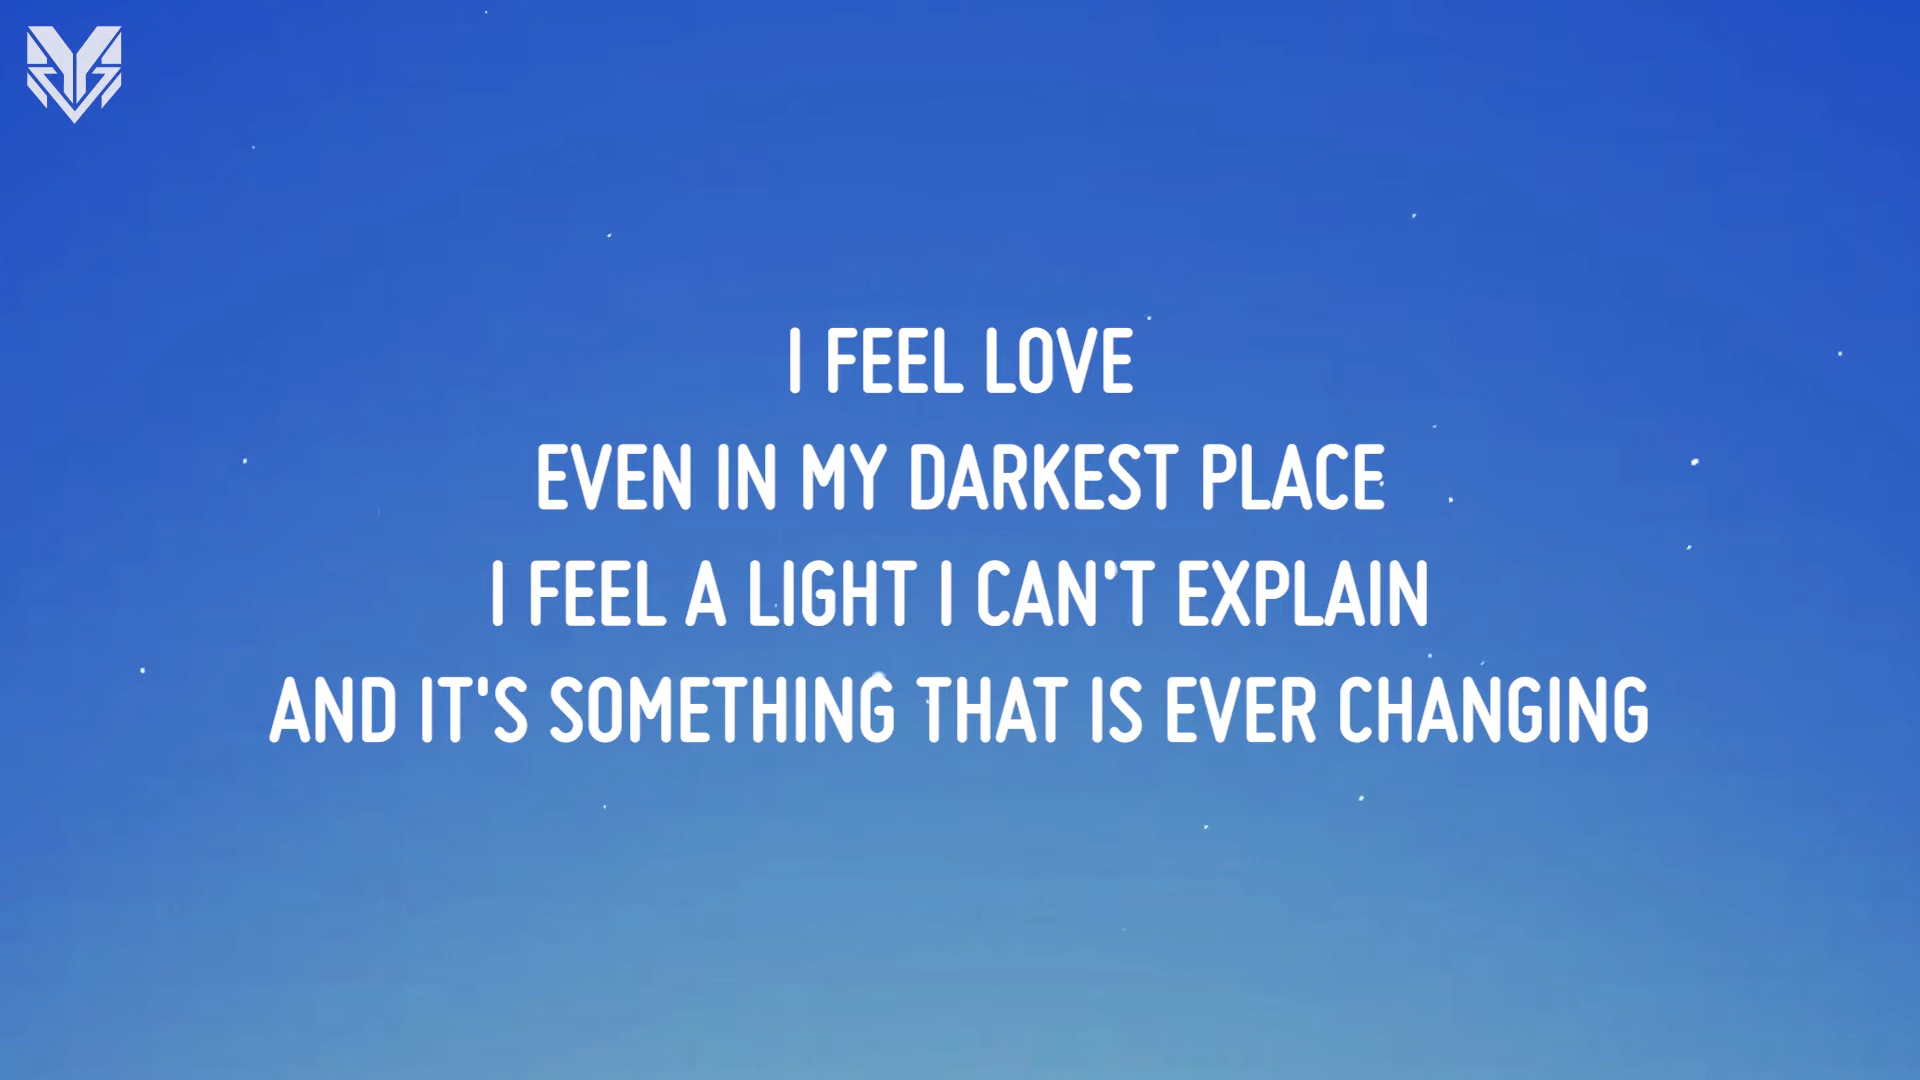 I FEEL LOVE
EVEN IN MY DARKEST PLACE
I FEEL A LIGHT I CAN'T EXPLAIN
AND IT'S SOMETHING THAT IS EVER CHANGING